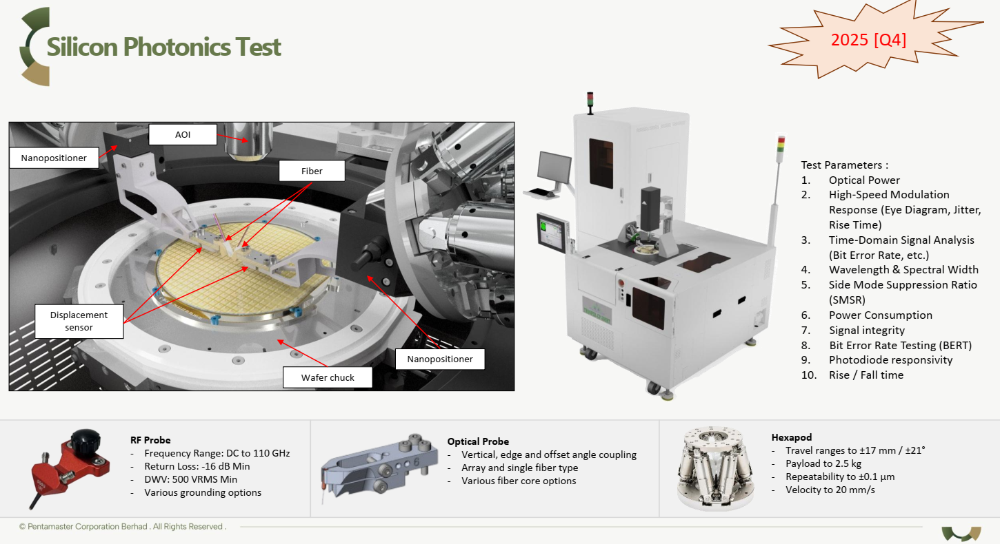 Silicon Photonics Test
2025 [Q4]
AOI
Nanopositioner
Fiber
Displacement
sensor
Nanopositioner
Wafer chuck
Test Parameters :
1. Optical Power
2. High-Speed Modulation
Response (Eye Diagram, Jitter,
Rise Time)
3. Time-Domain Signal Analysis
(Bit Error Rate, etc.)
4. Wavelength & Spectral Width
5. Side Mode Suppression Ratio
(SMSR)
6. Power Consumption
7. Signal integrity
8. Bit Error Rate Testing (BERT)
9. Photodiode responsivity
10. Rise / Fall time
RF Probe
- Frequency Range: DC to 110 GHz
- Return Loss: -16 dB Min
- DWV: 500 VRMS Min
- Various grounding options
Optical Probe
- Vertical, edge and offset angle coupling
- Array and single fiber type
- Various fiber core options
Hexapod
- Travel ranges to ±17 mm / ±21°
- Payload to 2.5 kg
- Repeatability to ±0.1 µm
- Velocity to 20 mm/s
© Pentamaster Corporation Berhad . All Rights Reserved .